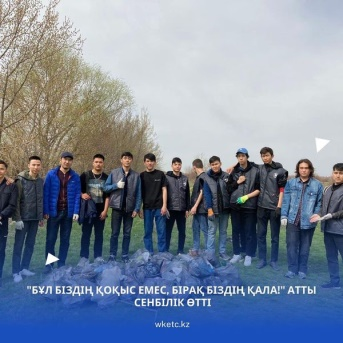 "БҰЛ БІЗДІҢ ҚОҚЫС ЕМЕС, БІРАҚ БІЗДІҢ ҚАЛА!" АТТЫ
СЕНБІЛІК ӨТТІ
wketc.kz